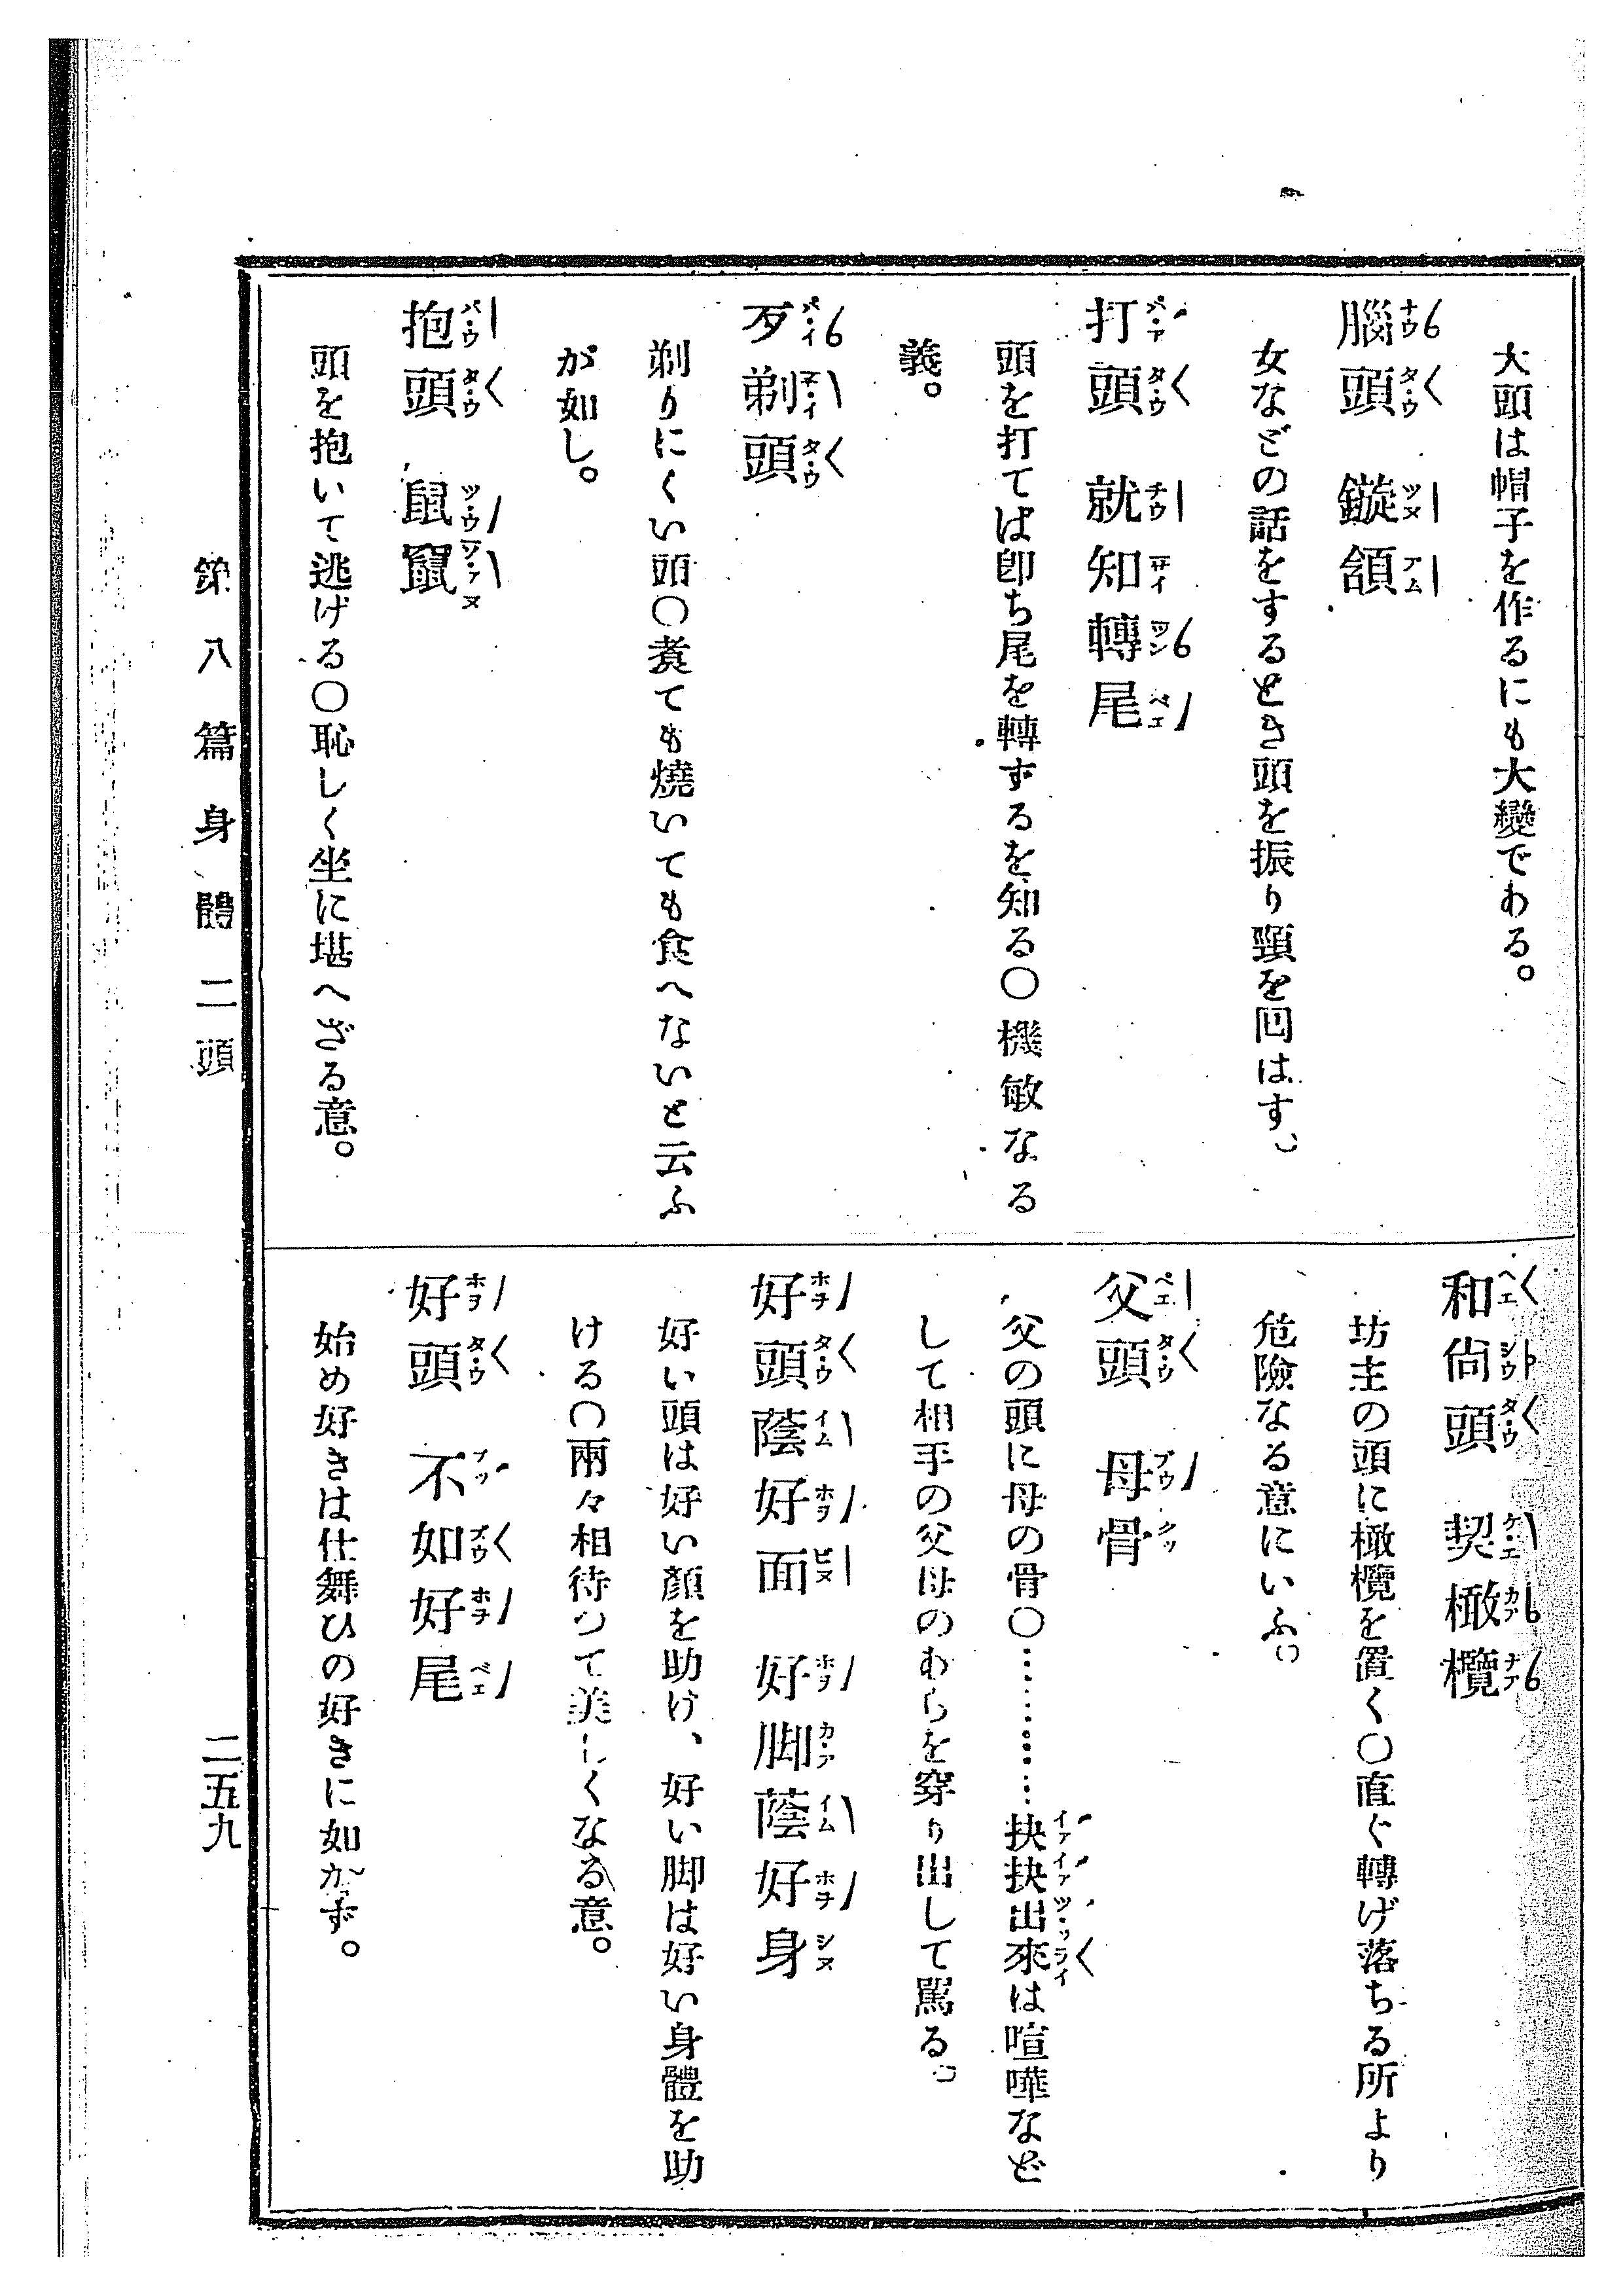 大頭は帽子を作るにも大變である。
腦頭 鏇頷
女などの話をするとき頭を振り頸を囘はす。
打頭 就知轉尾
頭を打てば卽ち尾を轉ずるを知る〇機敏なる
義。
歹剃頭
剃りにくい頭〇煮ても燒いても食へないと云ふ
が如し。
抱頭 鼠竄
頭を抱いて逃げる〇恥しく坐に堪へざる意。
和尙頭 契橄欖
坊主の頭に橄欖を置く〇直ぐ轉げ落ちる所より
危險なる意にいふ。
父頭 母骨
父の頭に母の骨〇…………抉抉出來は喧嘩など
して相手の父母のあらを穿り出して罵る。
好頭蔭好面 好脚蔭好身
好い頭は好い顏を助け、好い脚は好い身體を助
ける〇兩々相待つて美しくなる意。
好頭 不如好尾
始め好きは仕舞ひの好きに如かず。
第八篇 身體 二 頭
二五九